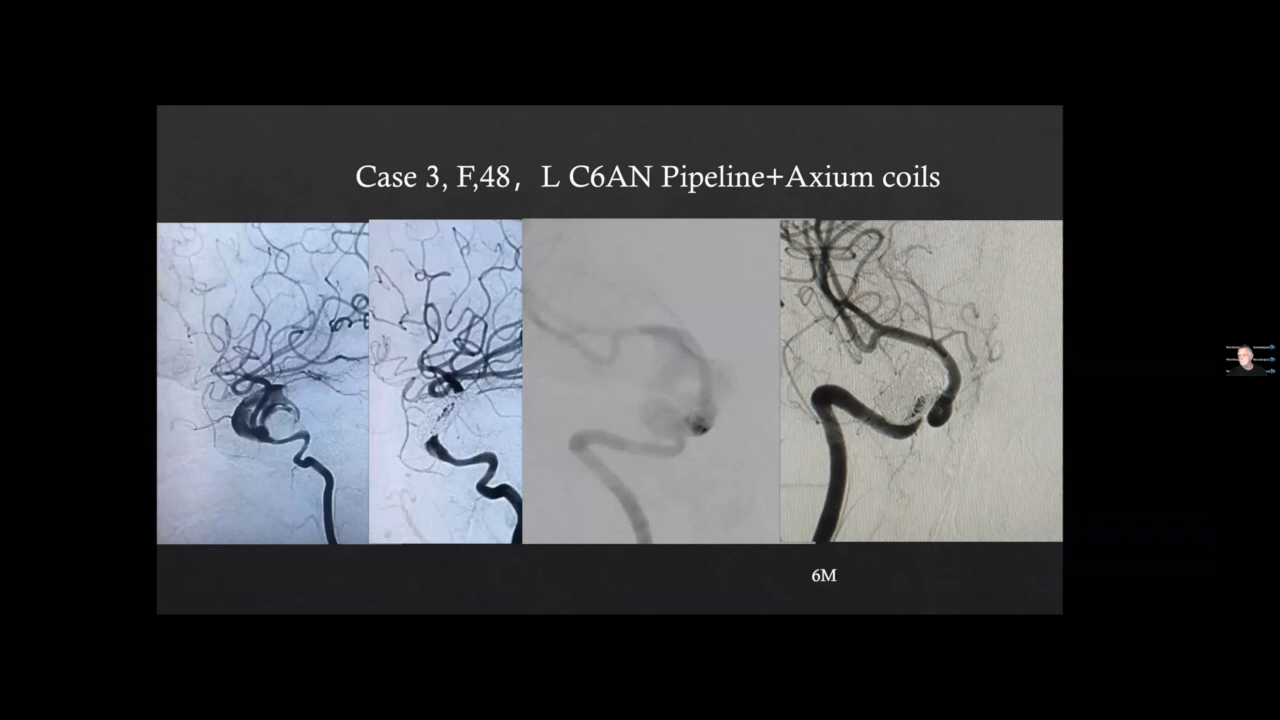 Case 3, F,48，L C6AN Pipeline+Axium coils
6M